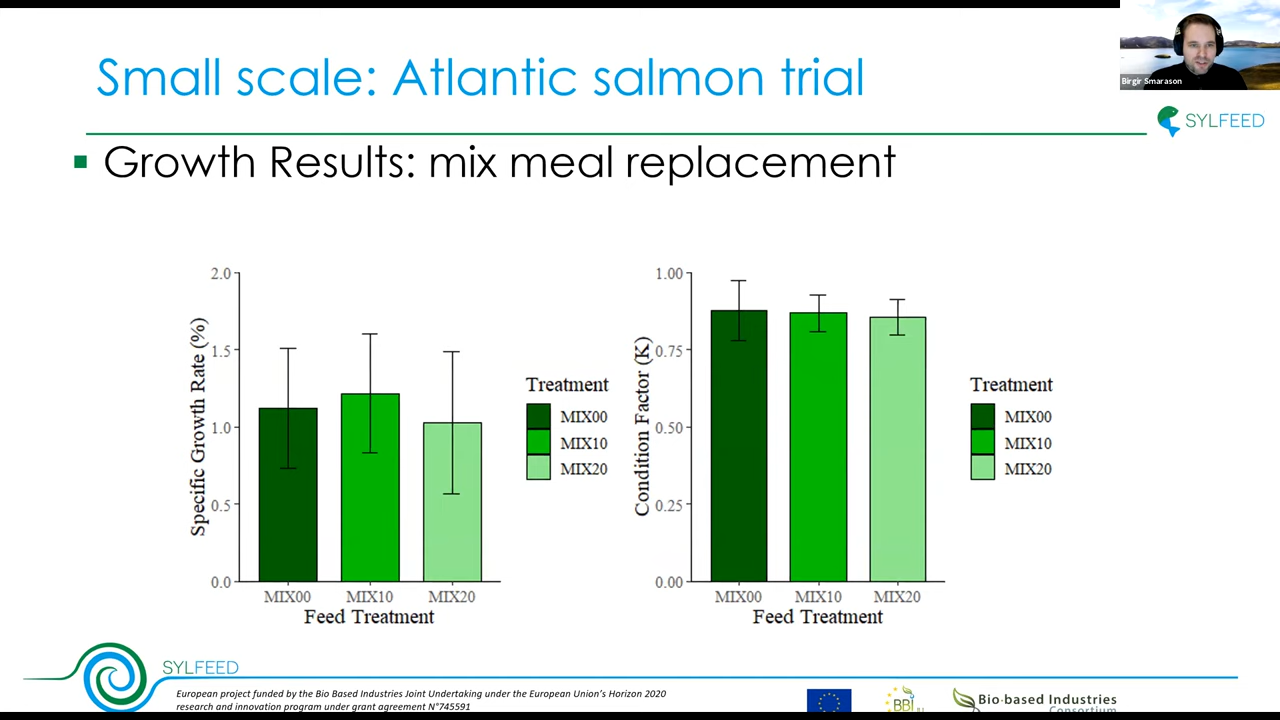 Small scale: Atlantic salmon trial
Birgir Smarason
SYLFEED
▪ Growth Results: mix meal replacement
2.0
1.5
1.0
0.5
0.0
Specific Growth Rate (%)
MIX00 MIX10 MIX20
Feed Treatment
Treatment
MIX00
MIX10
MIX20
1.00
0.75
0.50
0.25
0.00
Condition Factor (K)
MIX00 MIX10 MIX20
Feed Treatment
Treatment
MIX00
MIX10
MIX20
SYLFEED
European project funded by the Bio Based Industries Joint Undertaking under the European Union's Horizon 2020
research and innovation program under grant agreement N°745591
BBI
Bio-based Industries
Consortium